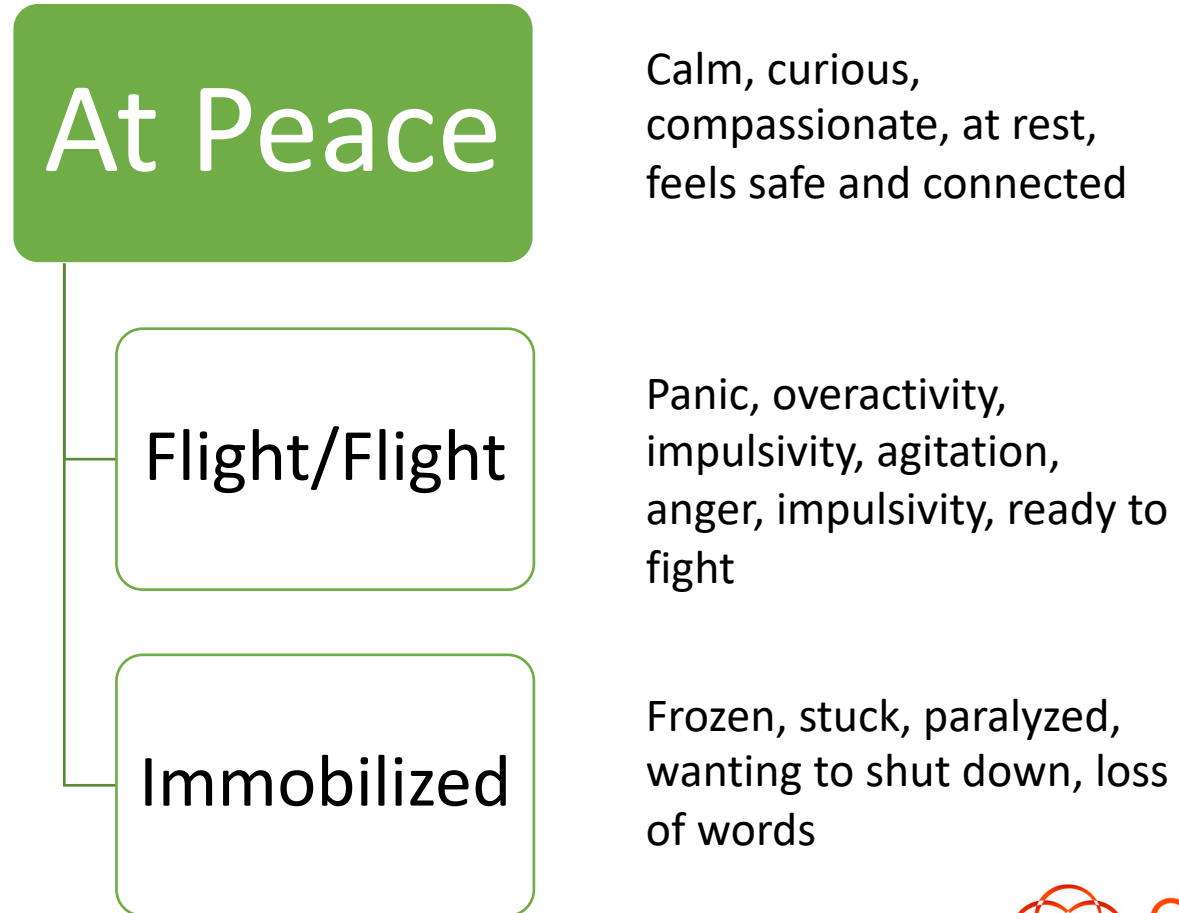 At Peace
Calm, curious,
compassionate, at rest,
feels safe and connected
Flight/Flight
Panic, overactivity,
impulsivity, agitation,
anger, impulsivity, ready to
fight
Immobilized
Frozen, stuck, paralyzed,
wanting to shut down, loss
of words